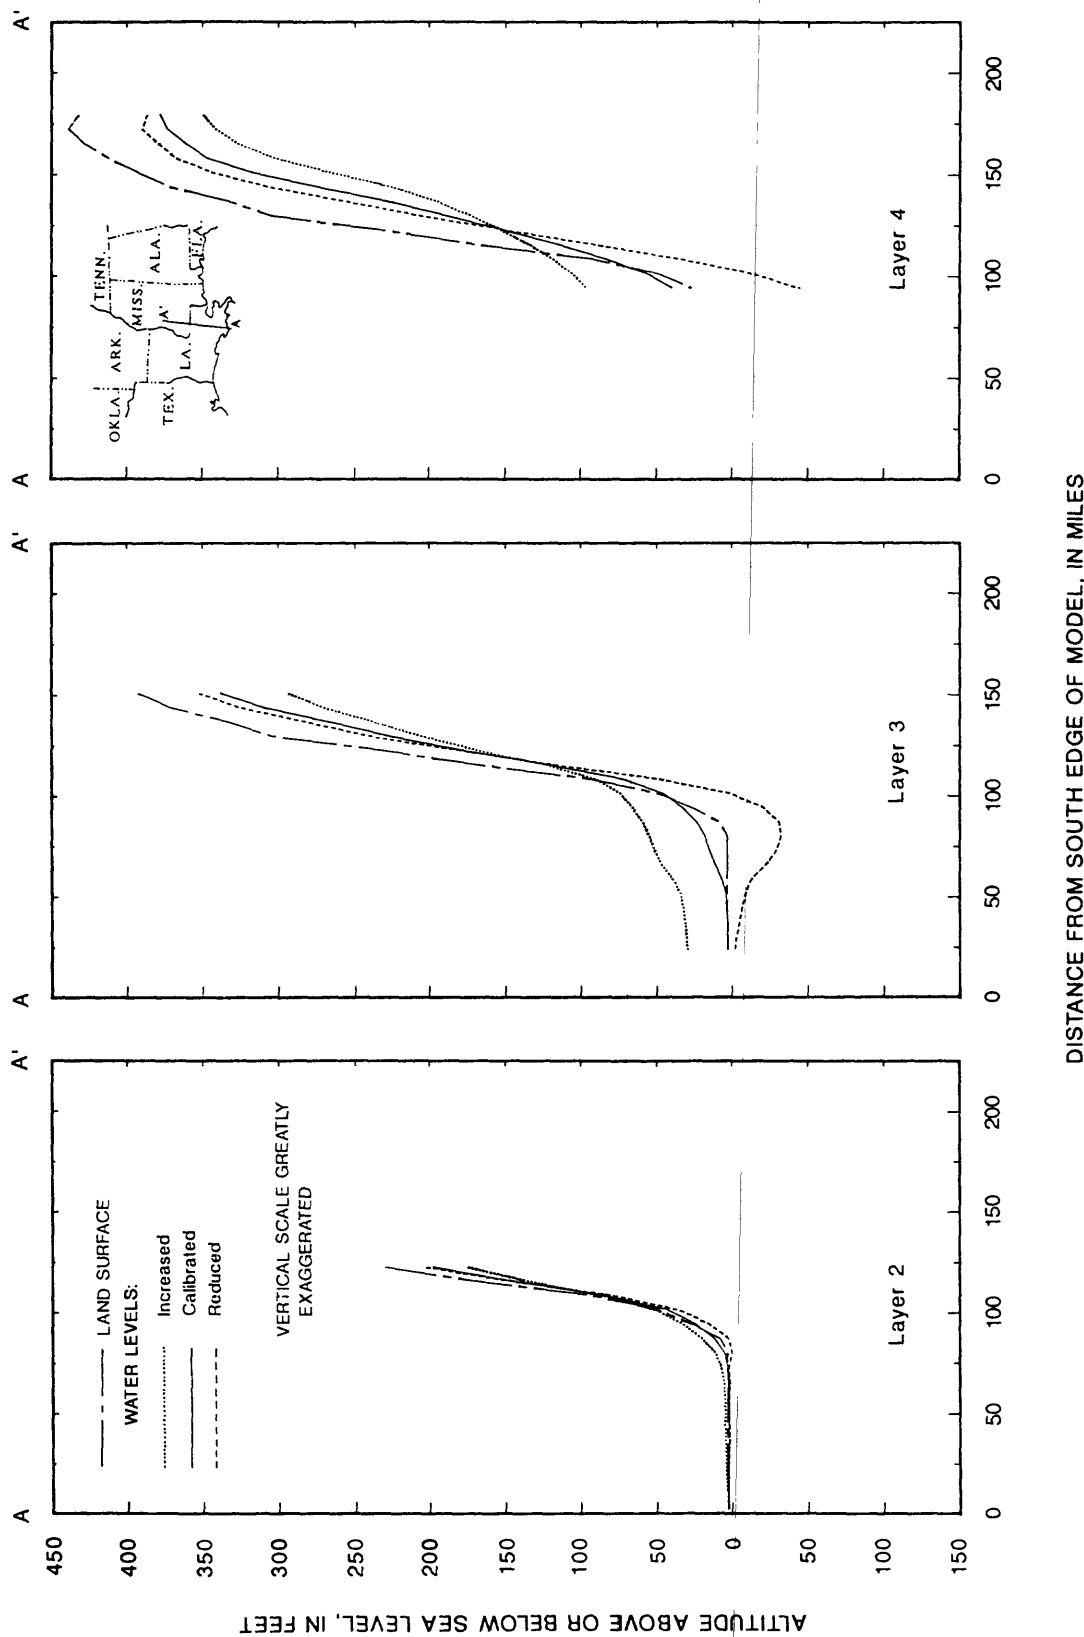 ALTITUDE ABOVE OR BELOW SEA LEVEL, IN FEET
450
400
350
300
250
200
150
100
50
0
50
100
150
A
A'
LAND SURFACE
WATER LEVELS:
Increased
Calibrated
Reduced
VERTICAL SCALE GREATLY
EXAGGERATED
Layer 2
0 50 100 150 200
A
A'
Layer 3
0 50 100 150 200
A
A'
OKLA.
ARK.
TENN.
MISS.
ALA.
TEX.
LA.
FLA.
A'
A
Layer 4
0 50 100 150 200
DISTANCE FROM SOUTH EDGE OF MODEL, IN MILES